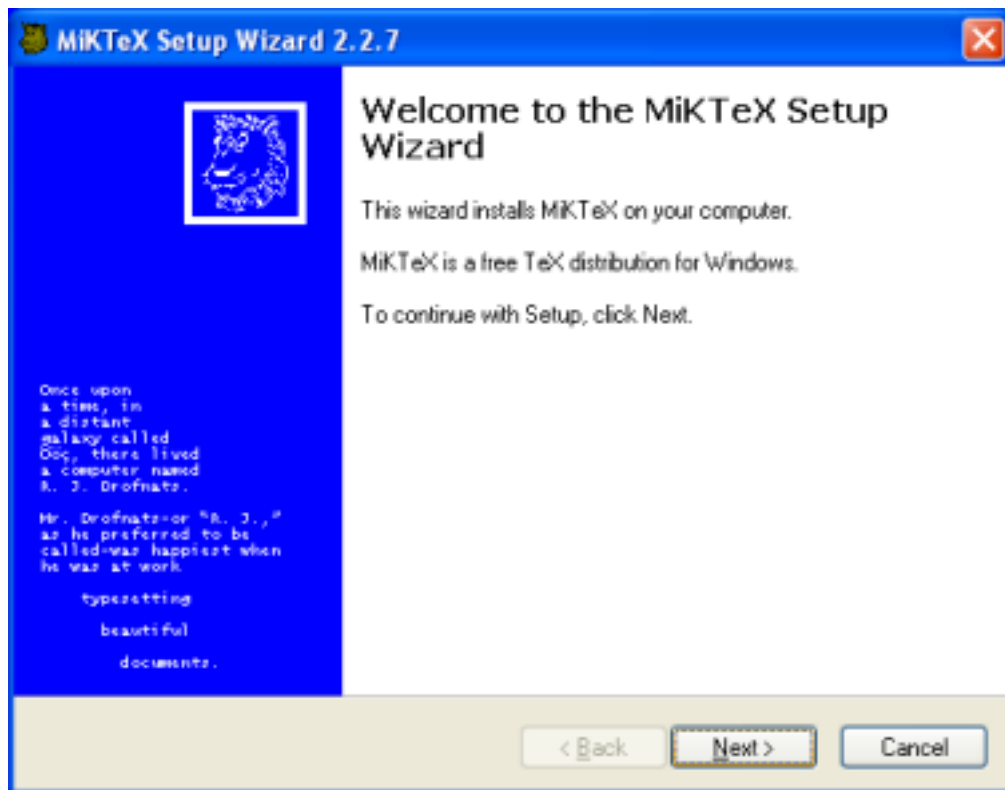 MiKTeX Setup Wizard 2.2.7
Welcome to the MiKTeX Setup
Wizard
This wizard installs MiKTeX on your computer.
MiKTeX is a free TeX distribution for Windows.
To continue with Setup, click Next.
Once upon
a time, in
a distant
galaxy called
Ööç, there lived
a computer named
R. J. Drofnats.
Mr. Drofnats-or "R. J.,"
as he preferred to be
called-was happiest when
he was at work
typesetting
beautiful
documents.
< Back
Next >
Cancel